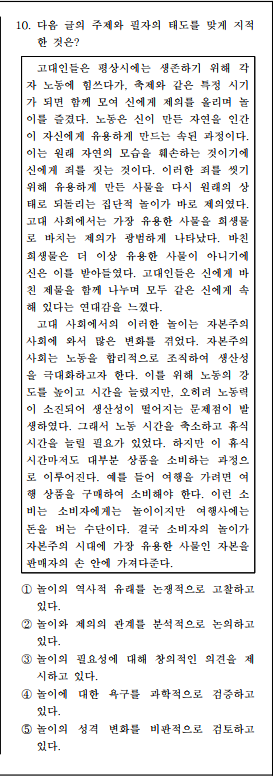 10. 다음 글의 주제와 필자의 태도를 맞게 지적
한 것은?
고대인들은 평상시에는 생존하기 위해 각
자 노동에 힘쓰다가, 축제와 같은 특정 시기
가 되면 함께 모여 신에게 제의를 올리며 놀
이를 즐겼다. 노동은 신이 만든 자연을 인간
이 자신에게 유용하게 만드는 속된 과정이다.
이는 원래 자연의 모습을 훼손하는 것이기에
신에게 죄를 짓는 것이다. 이러한 죄를 씻기
위해 유용하게 만든 사물을 다시 원래의 상
태로 되돌리는 집단적 놀이가 바로 제의였다.
고대 사회에서는 가장 유용한 사물을 희생물
로 바치는 제의가 광범하게 나타났다. 바친
희생물은 더 이상 유용한 사물이 아니기에
신은 이를 받아들였다. 고대인들은 신에게 바
친 제물을 함께 나누며 모두 같은 신에게 속
해 있다는 연대감을 느꼈다.
고대 사회에서의 이러한 놀이는 자본주의
사회에 와서 많은 변화를 겪었다. 자본주의
사회는 노동을 합리적으로 조직하여 생산성
을 극대화하고자 한다. 이를 위해 노동의 강
도를 높이고 시간을 늘렸지만, 오히려 노동력
이 소진되어 생산성이 떨어지는 문제점이 발
생하였다. 그래서 노동 시간을 축소하고 휴식
시간을 늘릴 필요가 있었다. 하지만 이 휴식
시간마저도 대부분 상품을 소비하는 과정으
로 이루어진다. 예를 들어 여행을 가려면 여
행 상품을 구매하여 소비해야 한다. 이런 소
비는 소비자에게는 놀이이지만 여행사에는
돈을 버는 수단이다. 결국 소비자의 놀이가
자본주의 시대에 가장 유용한 사물인 자본을
판매자의 손 안에 가져다준다.
① 놀이의 역사적 유래를 논쟁적으로 고찰하고
있다.
② 놀이와 제의의 관계를 분석적으로 논의하고
있다.
③ 놀이의 필요성에 대해 창의적인 의견을 제
시하고 있다.
④ 놀이에 대한 욕구를 과학적으로 검증하고
있다.
⑤ 놀이의 성격 변화를 비판적으로 검토하고
있다.